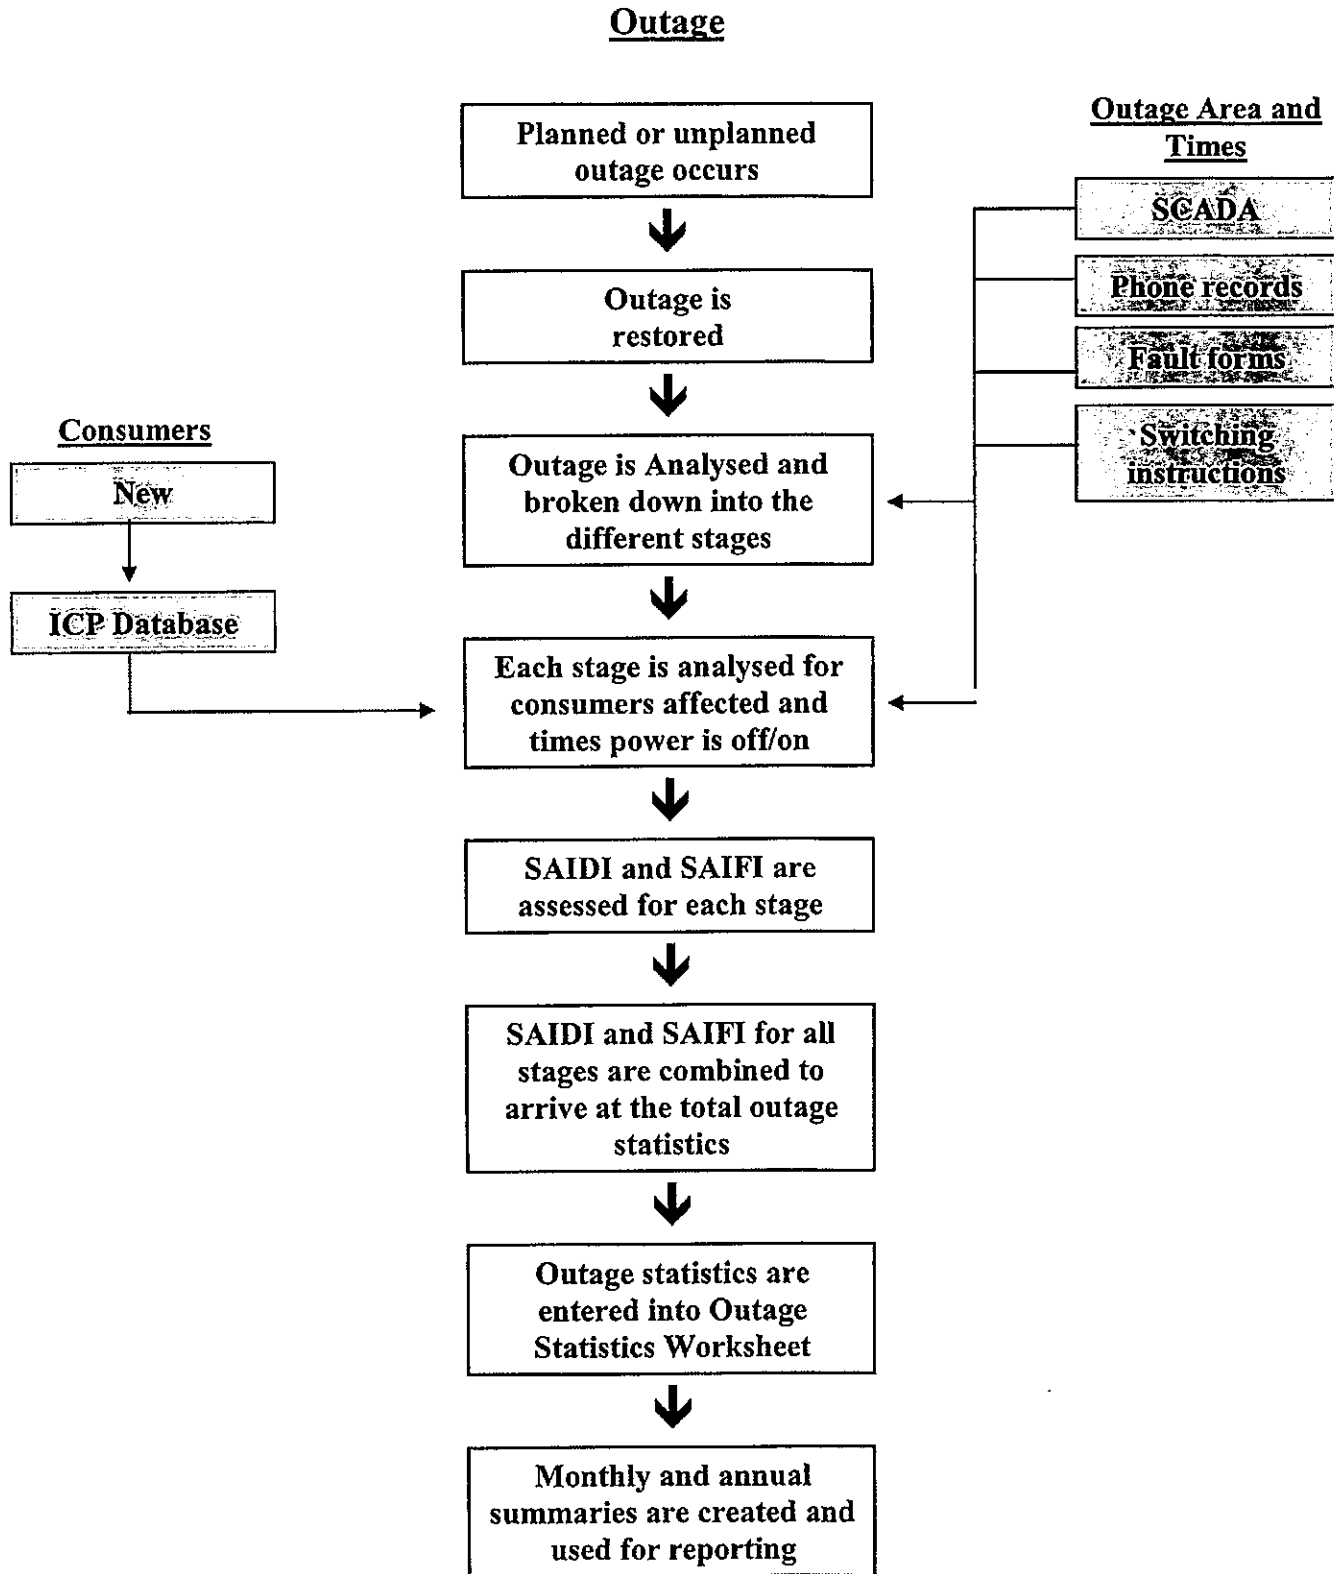 Outage
Planned or unplanned
outage occurs
Outage is
restored
Outage is Analysed and
broken down into the
different stages
Each stage is analysed for
consumers affected and
times power is off/on
SAIDI and SAIFI are
assessed for each stage
SAIDI and SAIFI for all
stages are combined to
arrive at the total outage
statistics
Outage statistics are
entered into Outage
Statistics Worksheet
Monthly and annual
summaries are created and
used for reporting
Consumers
New
ICP Database
Outage Area and
Times
SCADA
Phone records
Fault forms
Switching
instructions